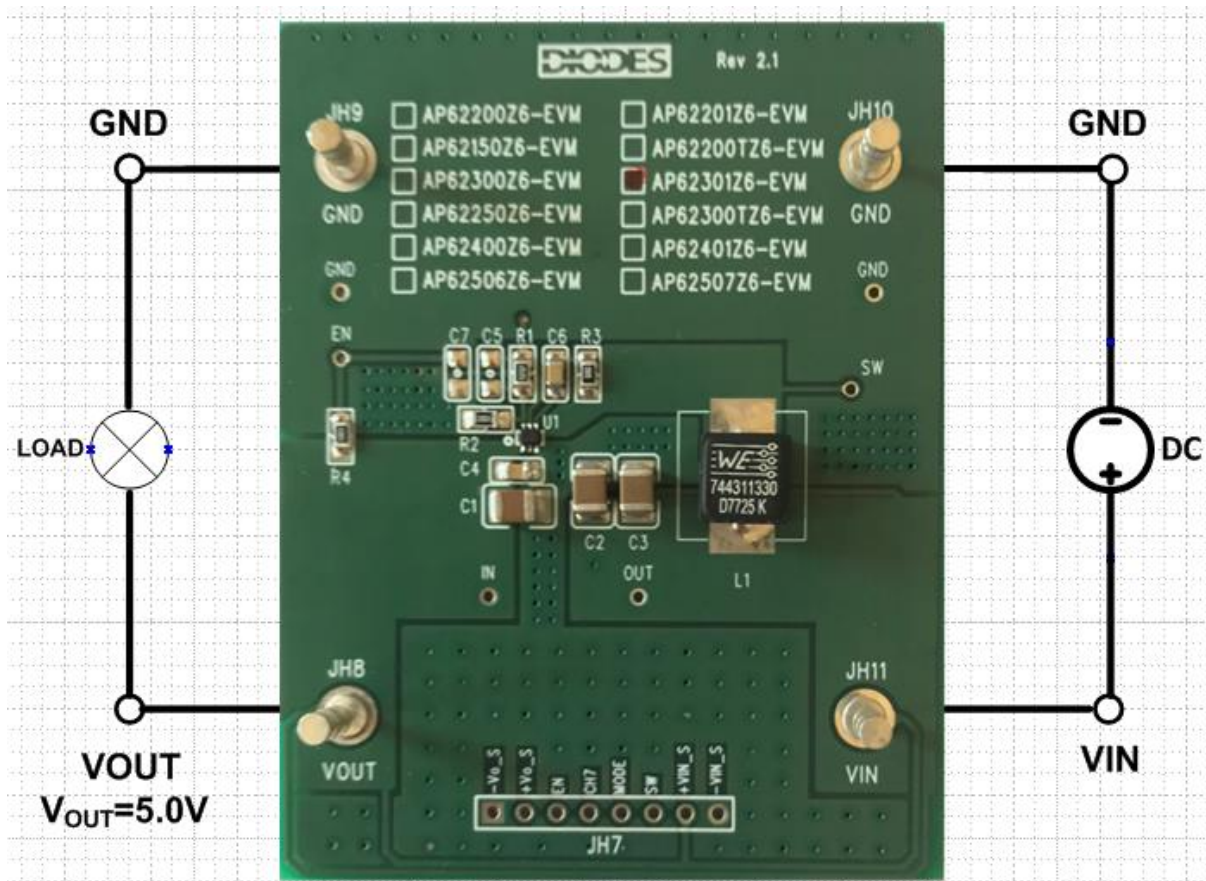 DIODES
Rev 2.1
GND
JH9
AP62200Z6-EVM
AP62201Z6-EVM
JH10
GND
AP62150Z6-EVM
AP62200TZ6-EVM
AP62300Z6-EVM
AP62301Z6-EVM
GND
AP62250Z6-EVM
AP62300TZ6-EVM
GND
AP62400Z6-EVM
AP62401Z6-EVM
GND
AP62506Z6-EVM
AP62507Z6-EVM
GND
EN
C7
C5
R1
C6
R3
SW
R2
U1
LOAD
R4
C4
C1
WE
744311330
D7725 K
DC
-
+
C2
C3
IN
OUT
L1
JH8
JH11
VOUT
VIN
VOUT
VOUT=5.0V
VIN
-Vo_S
+Vo_S
EN
CH7
MODE
SW
+VIN_S
-VIN_S
JH7